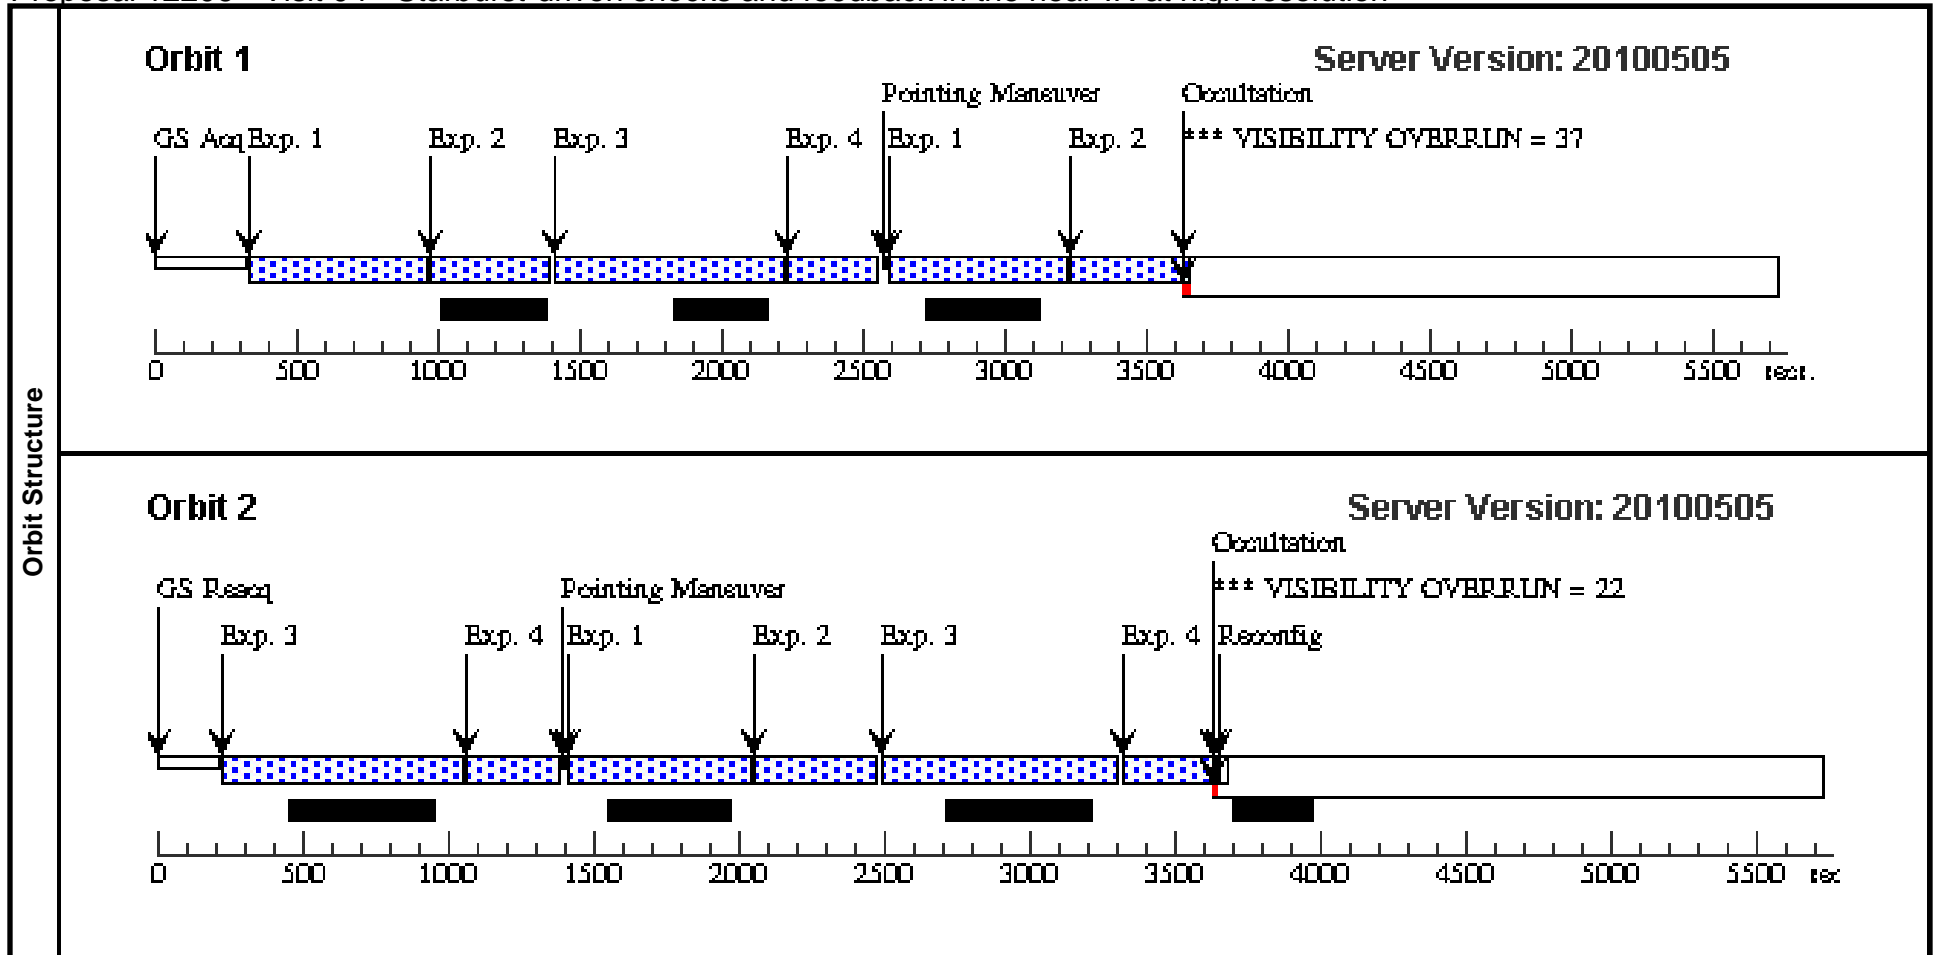 Orbit Structure
Orbit 1
Server Version: 20100505
Pointing Maneuver
Occultation
GS Acq
Exp. 1
Exp. 2
Exp. 3
Exp. 4
Exp. 1
Exp. 2
*** VISIBILITY OVERRUN = 37
0 500 1000 1500 2000 2500 3000 3500 4000 4500 5000 5500 secs.
Orbit 2
Server Version: 20100505
Occultation
GS Reacq
Pointing Maneuver
*** VISIBILITY OVERRUN = 22
Exp. 3
Exp. 4
Exp. 1
Exp. 2
Exp. 3
Exp. 4
Reconfig
0 500 1000 1500 2000 2500 3000 3500 4000 4500 5000 5500 sec